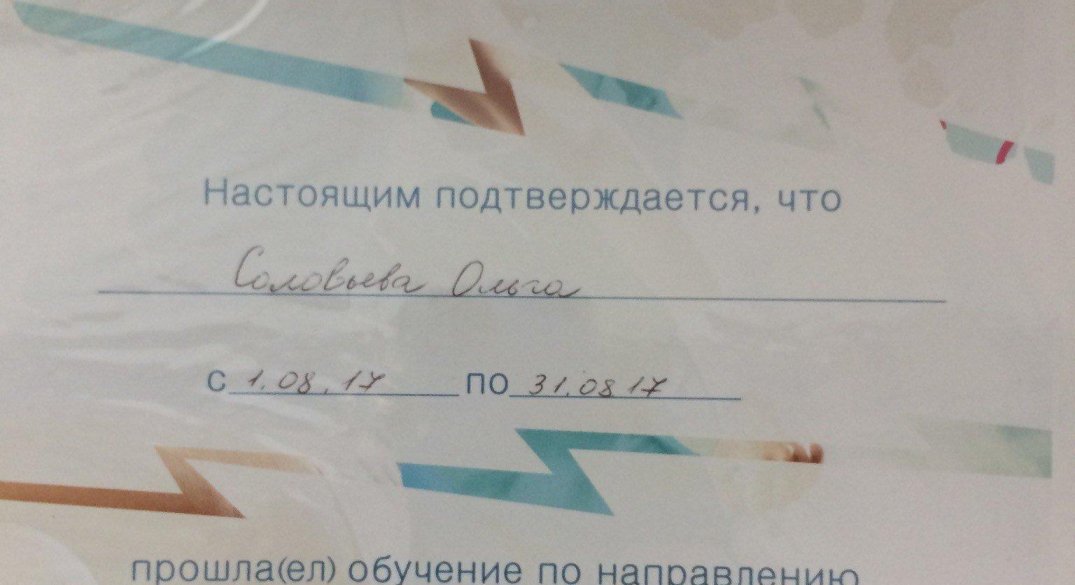 Настоящим подтверждается, что
Соловьева Ольга
с 1.08.17 по 31.08 17
прошла(ел) обучение по направлению